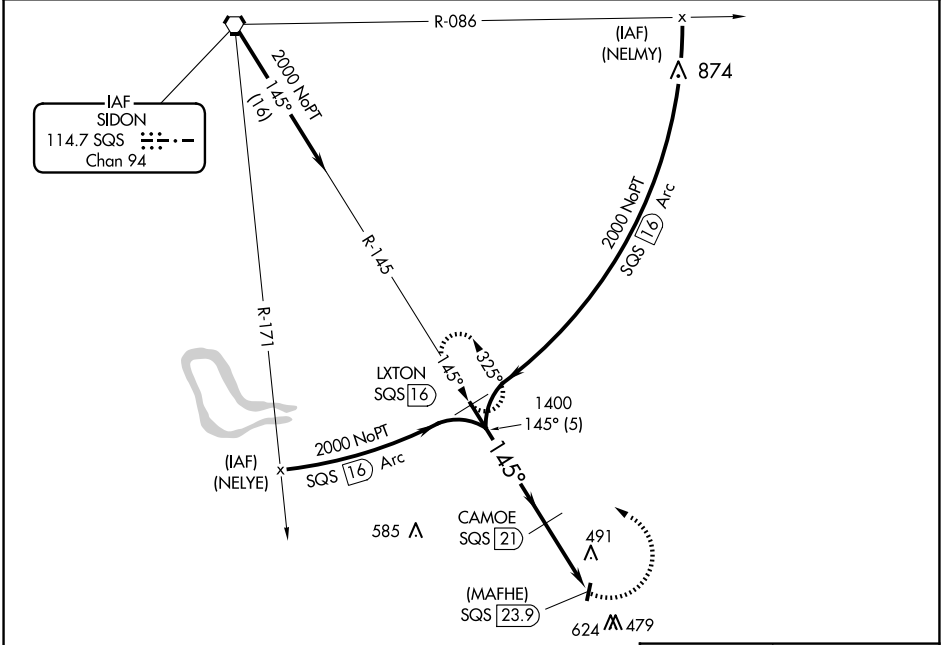 R-086
(IAF)
(NELMY)
874
2000 NoPT
145°
(16)
IAF
SIDON
114.7 SQS
Chan 94
2000 NoPT
SQS 16 Arc
R-145
R-171
LXTON
SQS 16
145°
325°
1400
145° (5)
2000 NoPT
SQS 16 Arc
(IAF)
(NELYE)
145°
585
CAMOE
SQS 21
491
(MAFHE)
SQS 23.9
624 479